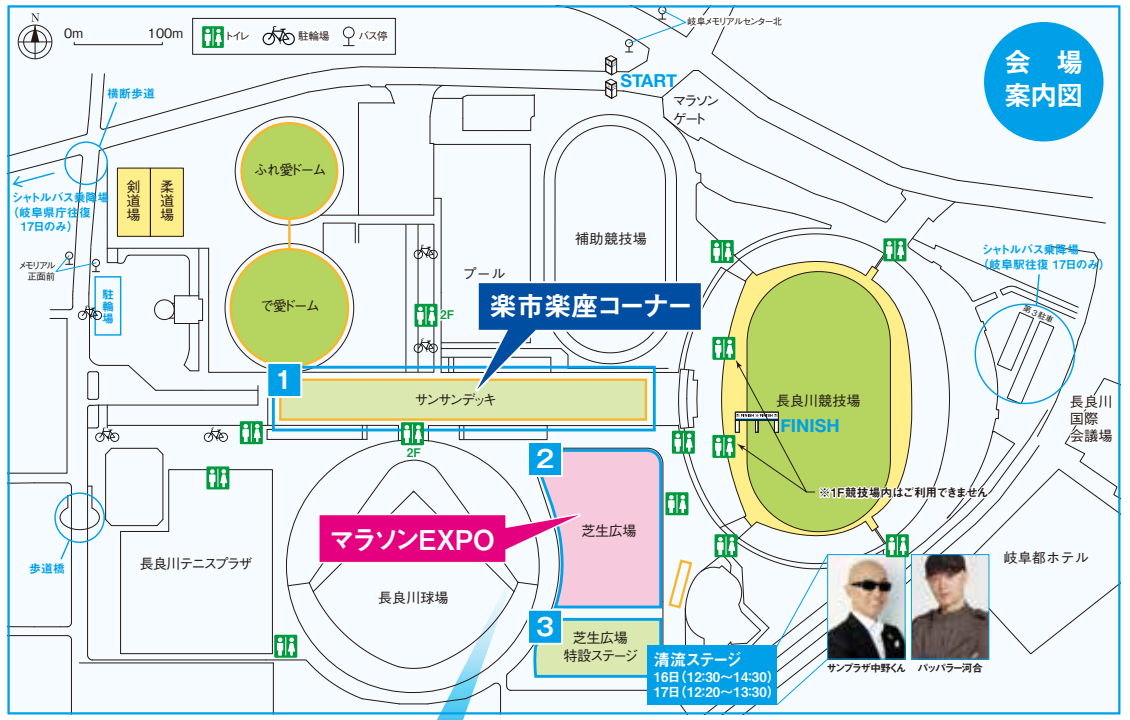 N
0m 100m
トイレ 駐輪場 バス停
岐阜メモリアルセンター北
会場
案内図
START
マラソン
ゲート
横断歩道
シャトルバス乗降場
(岐阜県庁往復
17日のみ)
剣道場
柔道場
ふれ愛ドーム
補助競技場
メモリアル
正面前
駐輪場
で愛ドーム
プール
2F
楽市楽座コーナー
シャトルバス乗降場
(岐阜駅往復 17日のみ)
第3駐車
1
サンサンデッキ
長良川競技場
FINISH
FINISH
FINISH
長良川
国際
会議場
2F
2
※1F競技場内はご利用できません
マラソンEXPO
芝生広場
歩道橋
長良川テニスプラザ
長良川球場
岐阜都ホテル
3
芝生広場
特設ステージ
清流ステージ
16日(12:30〜14:30)
17日(12:20〜13:30)
サンプラザ中野くん
パッパラー河合